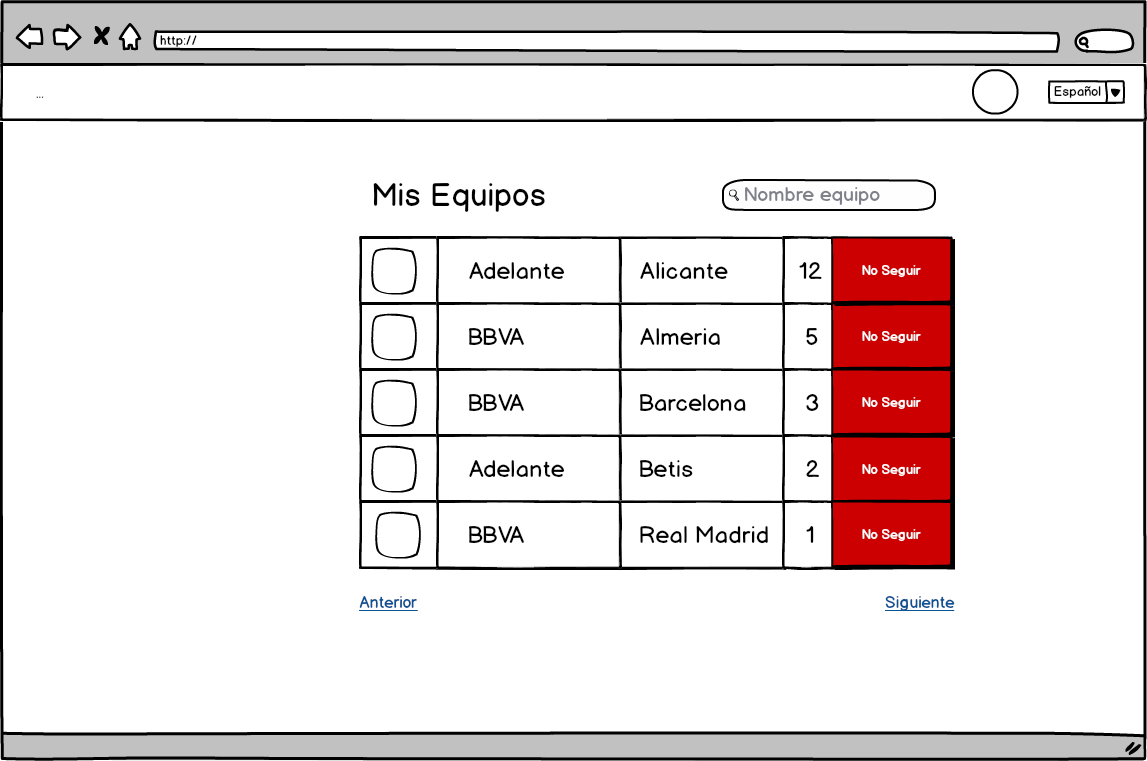 http://
...
Español
Mis Equipos
Nombre equipo
Adelante Alicante 12 No Seguir
BBVA Almeria 5 No Seguir
BBVA Barcelona 3 No Seguir
Adelante Betis 2 No Seguir
BBVA Real Madrid 1 No Seguir
Anterior Siguiente